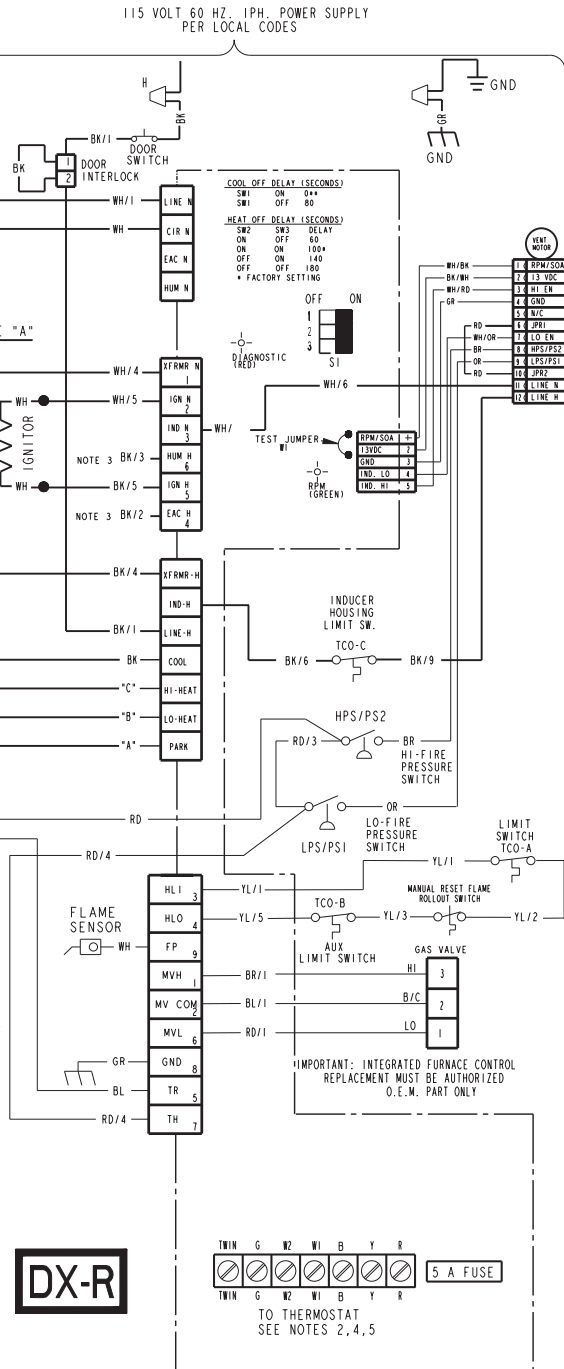 115 VOLT 60 HZ. 1PH. POWER SUPPLY
PER LOCAL CODES
H
BK
GND
GR
GND
BK/1
DOOR
SWITCH
BK
1
2
DOOR
INTERLOCK
WH/1
LINE N
WH
CIR N
EAC N
HUM N
COOL OFF DELAY (SECONDS)
SW1 ON 0**
SW1 OFF 80
HEAT OFF DELAY (SECONDS)
SW2 SW3 DELAY
ON OFF 60
ON ON 100*
OFF ON 140
OFF OFF 180
* FACTORY SETTING
VENT
MOTOR
WH/BK
1 RPM/SOA
BK/WH
2 13 VDC
WH/RD
3 HI EN
GR
4 GND
5 N/C
RD
6 JPR1
WH/OR
7 LO EN
BR
8 HPS/PS2
OR
9 LPS/PS1
RD
10 JPR2
11 LINE N
12 LINE H
OFF ON
1
2
3
S1
E "A"
DIAGNOSTIC
(RED)
WH/4
XFRMR N
1
WH
WH/5
IGN N
2
WH/6
IGNITOR
IND N
3
WH/
NOTE 3 BK/3
HUM H
6
WH
BK/5
IGN H
5
NOTE 3 BK/2
EAC H
4
TEST JUMPER
W1
RPM/SOA +
13VDC 2
GND 3
IND. LO 4
IND. HI 5
RPM
(GREEN)
BK/4
XFRMR-H
IND-H
BK/1
LINE-H
BK
COOL
"C"
HI-HEAT
"B"
LO-HEAT
"A"
PARK
INDUCER
HOUSING
LIMIT SW.
TCO-C
BK/6
BK/9
HPS/PS2
RD/3
BR
HI-FIRE
PRESSURE
SWITCH
OR
RD
LPS/PS1
LO-FIRE
PRESSURE
SWITCH
LIMIT
SWITCH
TCO-A
RD/4
YL/1
HLI
3
YL/1
TCO-B
MANUAL RESET FLAME
ROLLOUT SWITCH
FLAME
SENSOR
HLO
4
YL/5
YL/3
YL/2
AUX
LIMIT SWITCH
WH
FP
9
GAS VALVE
MVH
1
BR/1
HI
3
MV COM
2
BL/1
B/C
2
MVL
6
RD/1
LO
1
GR
GND
8
BL
TR
5
RD/4
TH
7
IMPORTANT: INTEGRATED FURNACE CONTROL
REPLACEMENT MUST BE AUTHORIZED
O.E.M. PART ONLY
TWIN G W2 W1 B Y R
DX-R
5 A FUSE
TWIN G W2 W1 B Y R
TO THERMOSTAT
SEE NOTES 2,4,5